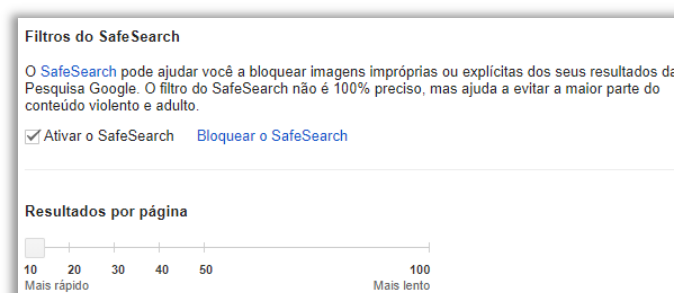 Filtros do SafeSearch
O SafeSearch pode ajudar você a bloquear imagens impróprias ou explícitas dos seus resultados da
Pesquisa Google. O filtro do SafeSearch não é 100% preciso, mas ajuda a evitar a maior parte do
conteúdo violento e adulto.
Ativar o SafeSearch Bloquear o SafeSearch
Resultados por página
10 20 30 40 50 100
Mais rápido Mais lento